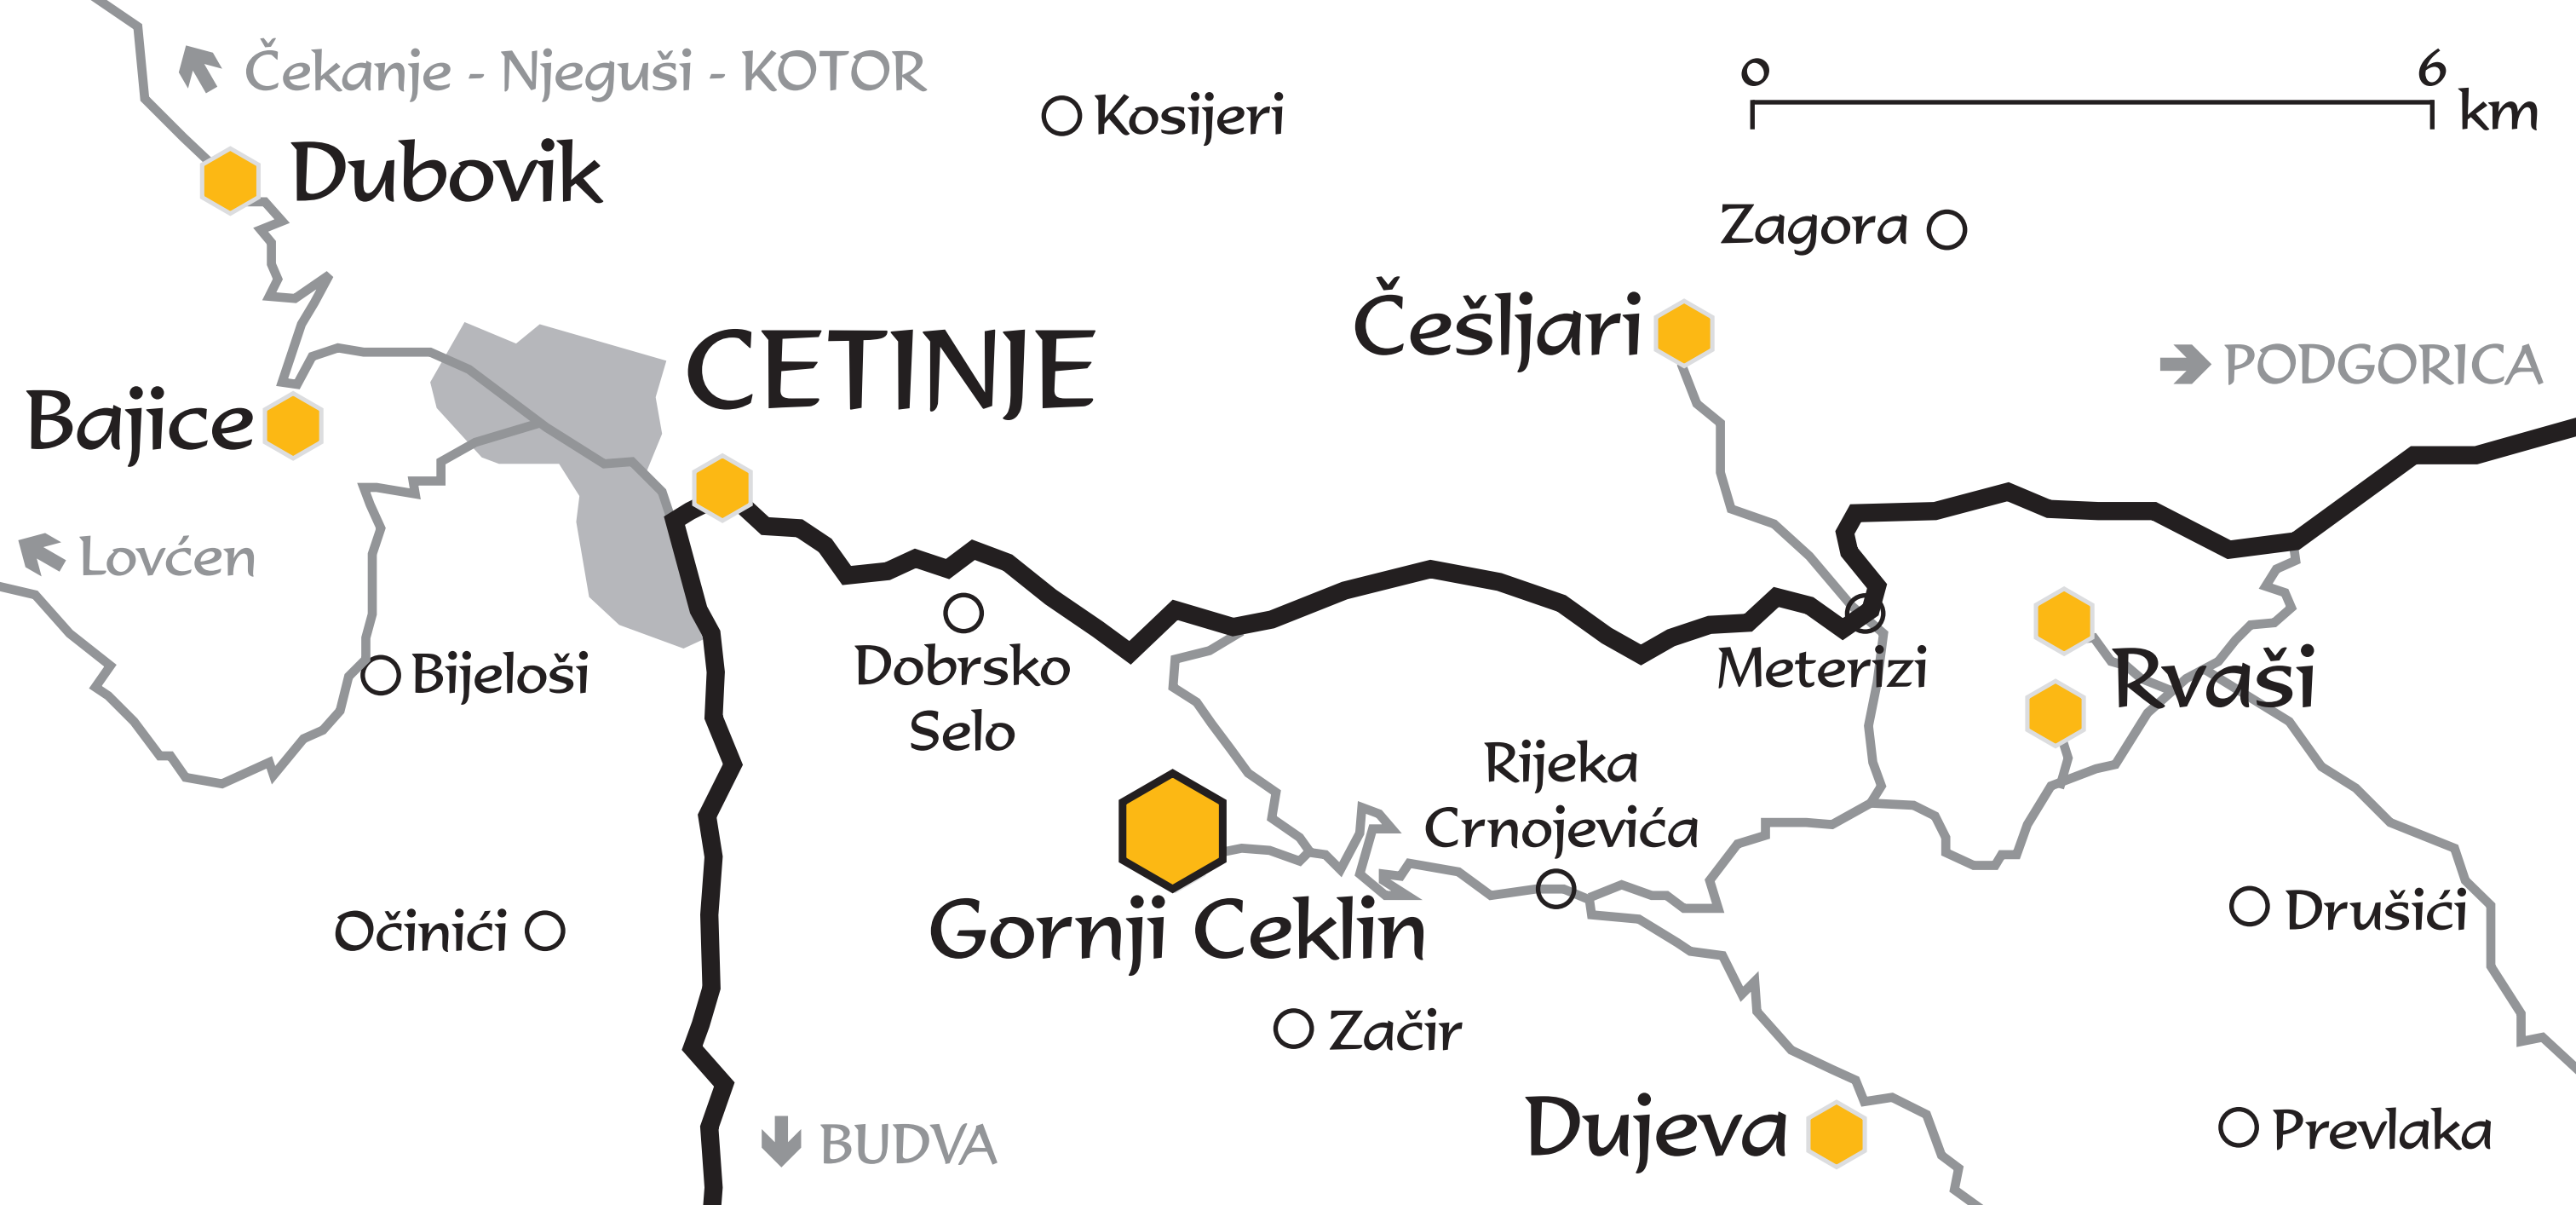 Čekanje - Njeguši - KOTOR
Dubovik
Kosijeri
0
6
km
Zagora
Češljari
CETINJE
PODGORICA
Bajice
Lovćen
Bijeloši
Dobrsko
Selo
Meterizi
Rvaši
Rijeka
Crnojevića
Gornji Ceklin
Očinići
Drušići
Začir
BUDVA
Dujeva
Prevlaka